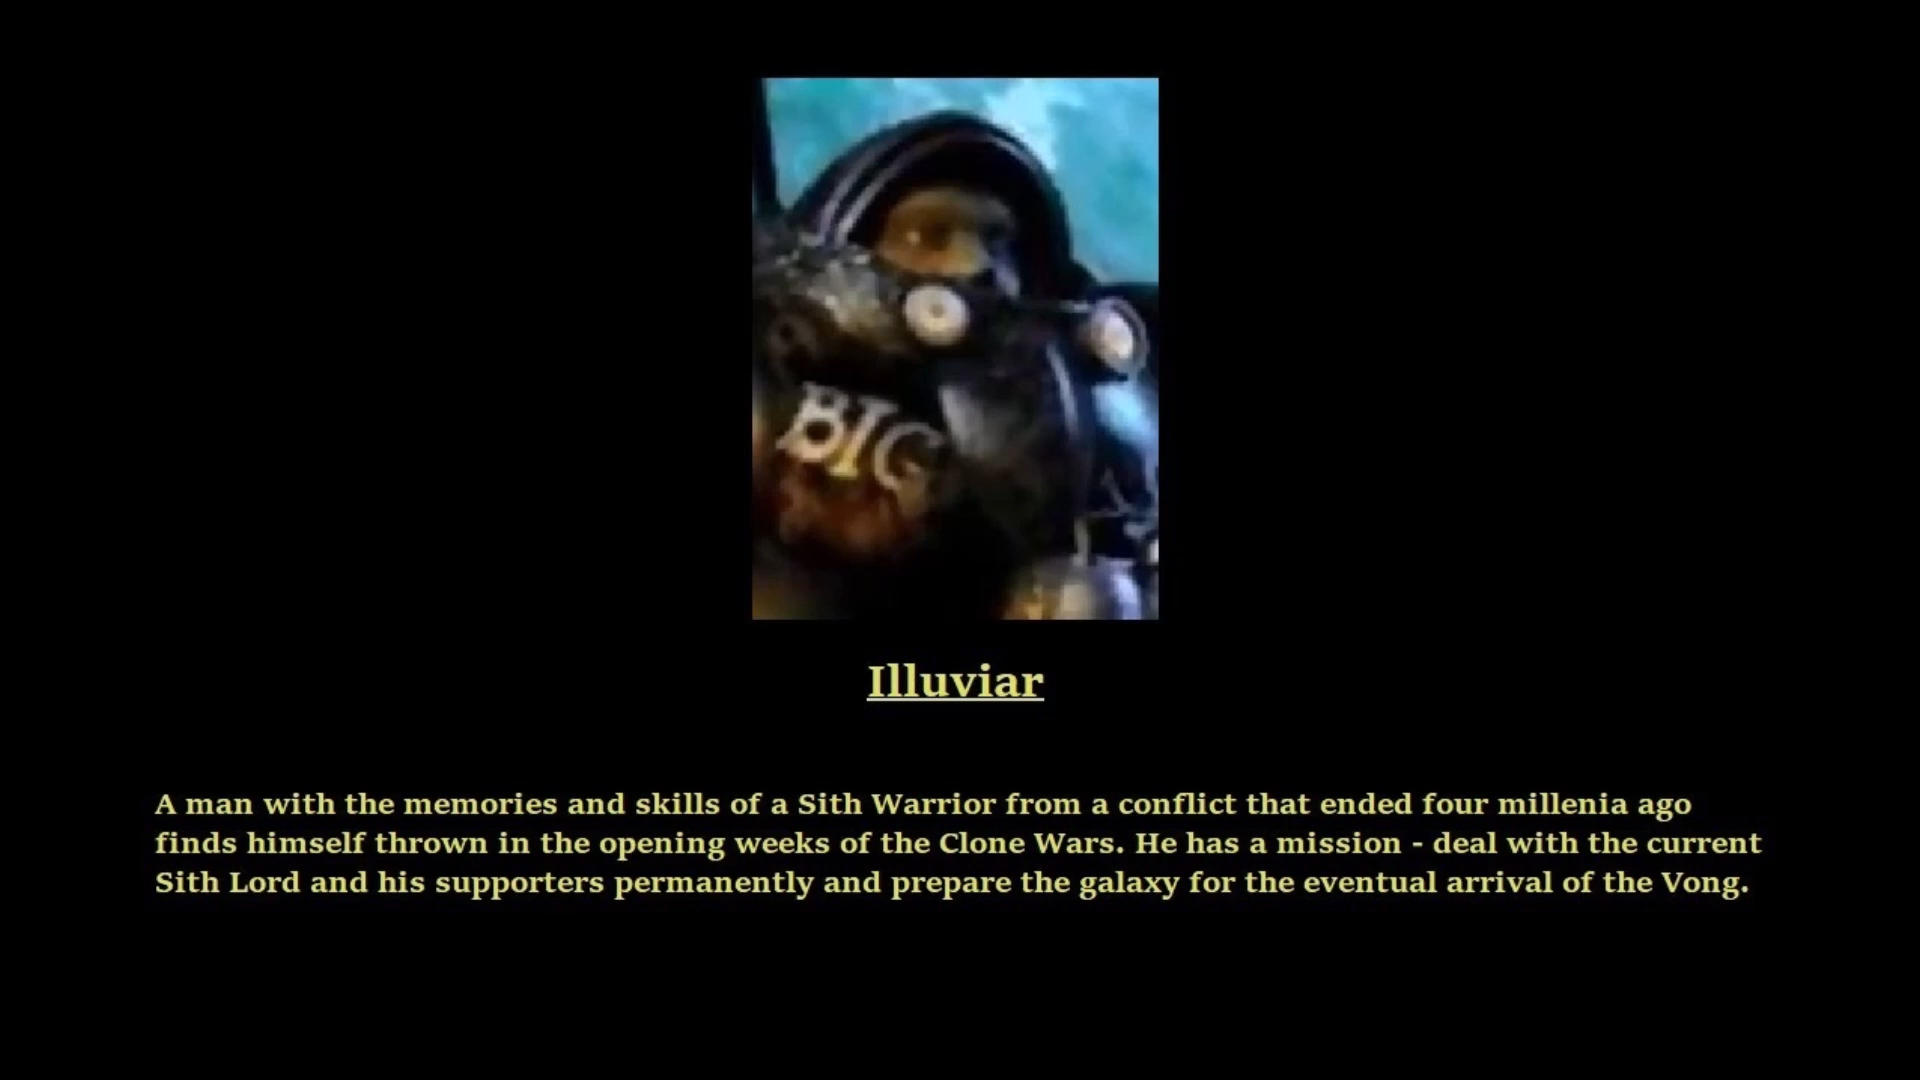 BIG
Illuviar
A man with the memories and skills of a Sith Warrior from a conflict that ended four millenia ago
finds himself thrown in the opening weeks of the Clone Wars. He has a mission - deal with the current
Sith Lord and his supporters permanently and prepare the galaxy for the eventual arrival of the Vong.